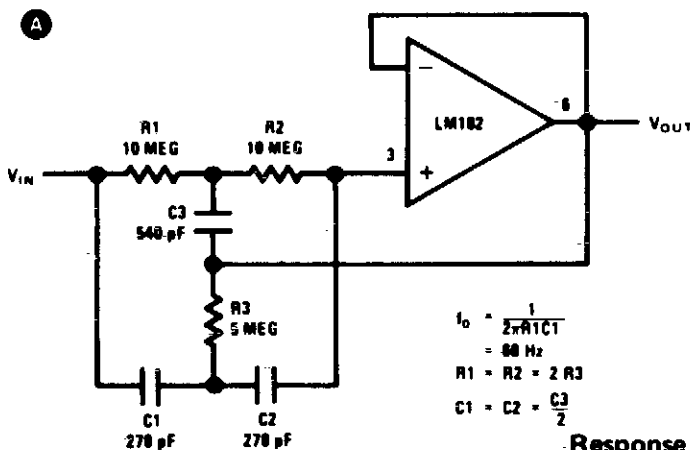 A
R1
10 MEG
R2
10 MEG
VIN
C3
540 pF
R3
5 MEG
C1
270 pF
C2
270 pF
3
−
+
LM102
6
VOUT
f0 = 1 / 2πR1C1
= 60 Hz
R1 = R2 = 2 R3
C1 = C2 = C3 / 2
Response